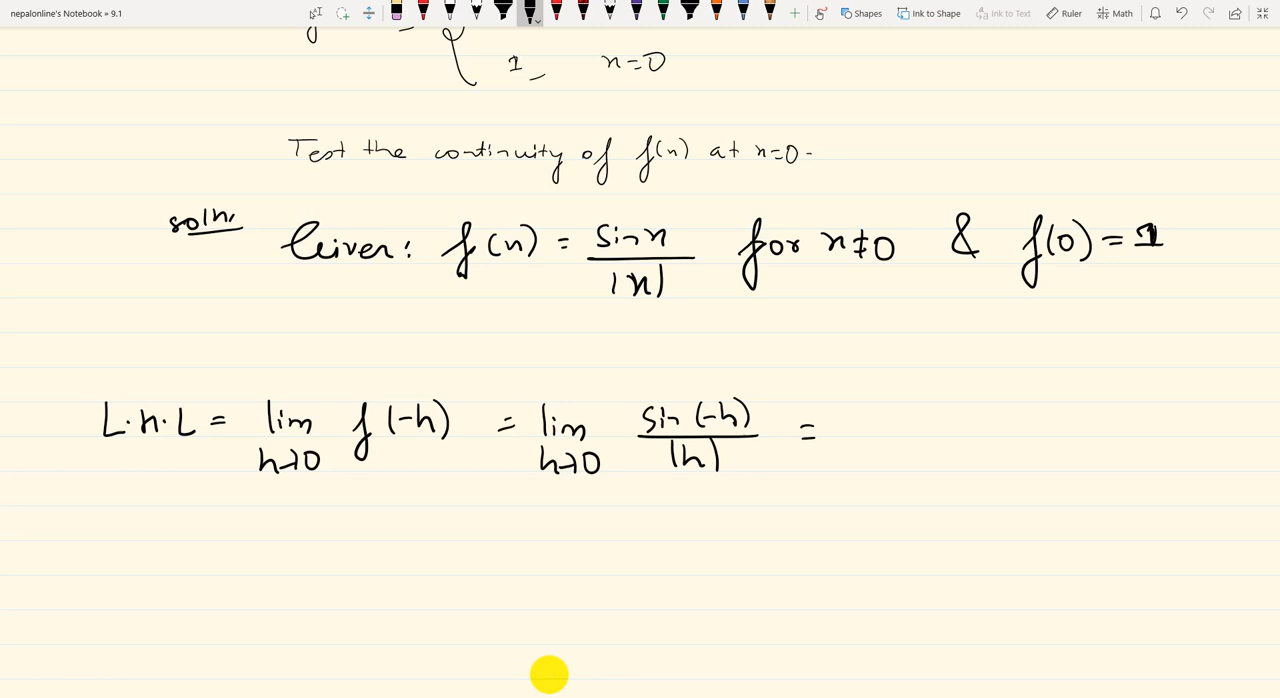 nepalonline's Notebook » 9.1
Shapes Ink to Shape Ink to Text Ruler Math
1, x=0
Test the continuity of f(x) at x=0.
soln.
Given: f(x) = sinx/|x| for x≠0 & f(0)=1
L.H.L = lim h→0 f(-h) = lim h→0 sin(-h)/|h| =